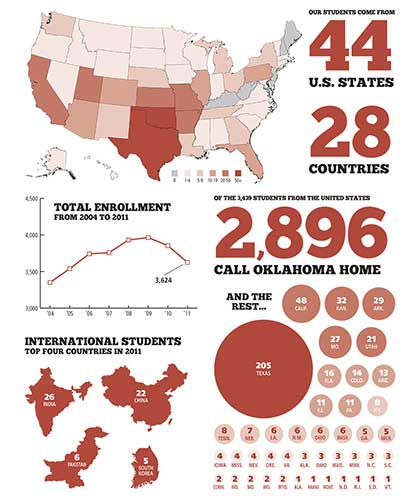 OUR STUDENTS COME FROM
44
U.S. STATES
28
COUNTRIES
0 1-4 5-9 10-19 20-50 50+
TOTAL ENROLLMENT
FROM 2004 TO 2011
4,500
4,000
3,500
3,000
3,624
'04 '05 '06 '07 '08 '09 '10 '11
OF THE 3,439 STUDENTS FROM THE UNITED STATES
2,896
CALL OKLAHOMA HOME
AND THE
REST...
48
CALIF.
32
KAN.
29
ARK.
27
MO.
21
UTAH
205
TEXAS
16
FLA.
14
COLO.
13
ARIZ.
11
ILL.
11
PA.
8
N.Y.
8
TENN.
7
NEB.
6
LA.
6
N.M.
6
OHIO
6
WASH.
5
GA.
5
MICH.
4
IOWA
4
MISS.
4
NEV.
4
ORE.
4
VA.
3
ALA.
3
IDAHO
3
MASS.
3
MINN.
3
N.C.
3
N.J.
3
S.C.
2
CONN.
2
IND.
2
MD.
2
WIS.
2
WYO.
1
ALA.
1
HAWAII
1
MONT.
1
N.D.
1
R.I.
1
S.D.
1
VT.
INTERNATIONAL STUDENTS
TOP FOUR COUNTRIES IN 2011
26
INDIA
22
CHINA
6
PAKISTAN
5
SOUTH
KOREA